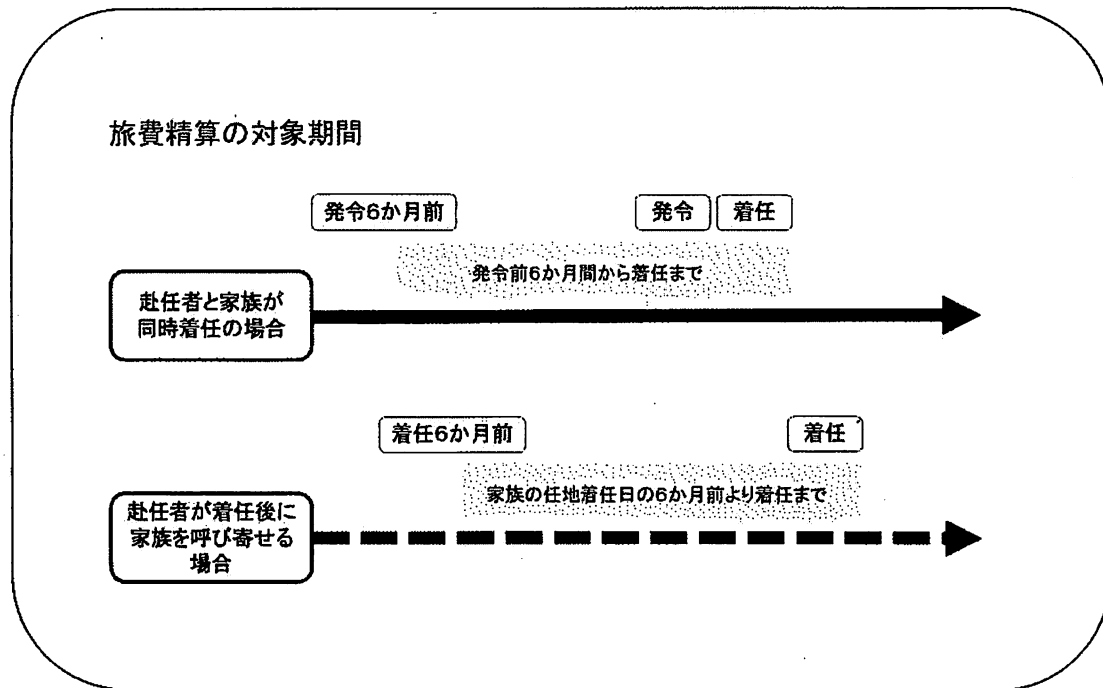 旅費精算の対象期間
発令6か月前
発令
着任
発令前6か月間から着任まで
赴任者と家族が
同時着任の場合
着任6か月前
着任
家族の任地着任日の6か月前より着任まで
赴任者が着任後に
家族を呼び寄せる
場合